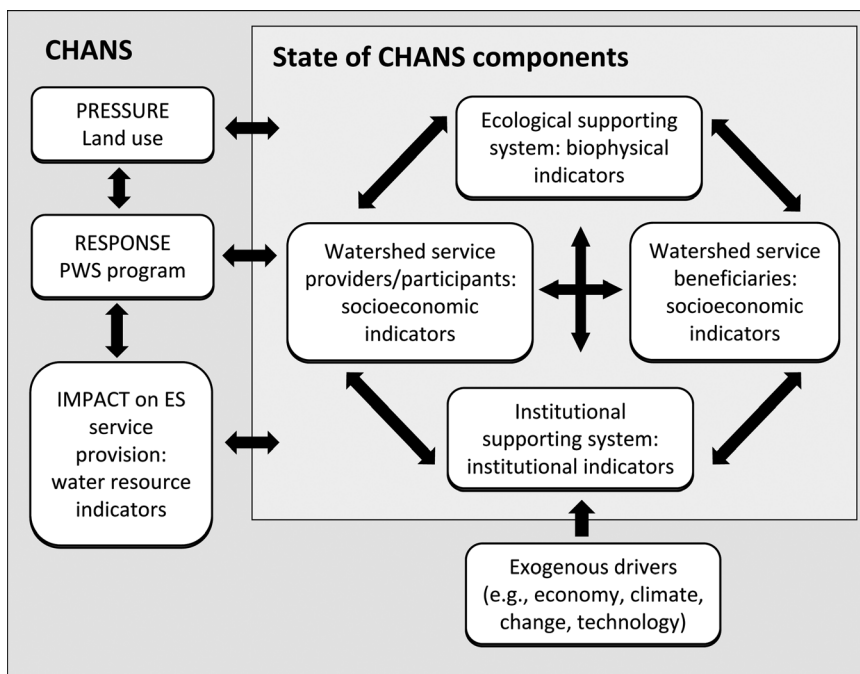 CHANS
PRESSURE
Land use
RESPONSE
PWS program
IMPACT on ES
service
provision:
water resource
indicators
State of CHANS components
Ecological supporting
system: biophysical
indicators
Watershed service
providers/participants:
socioeconomic
indicators
Watershed service
beneficiaries:
socioeconomic
indicators
Institutional
supporting system:
institutional indicators
Exogenous drivers
(e.g., economy, climate,
change, technology)